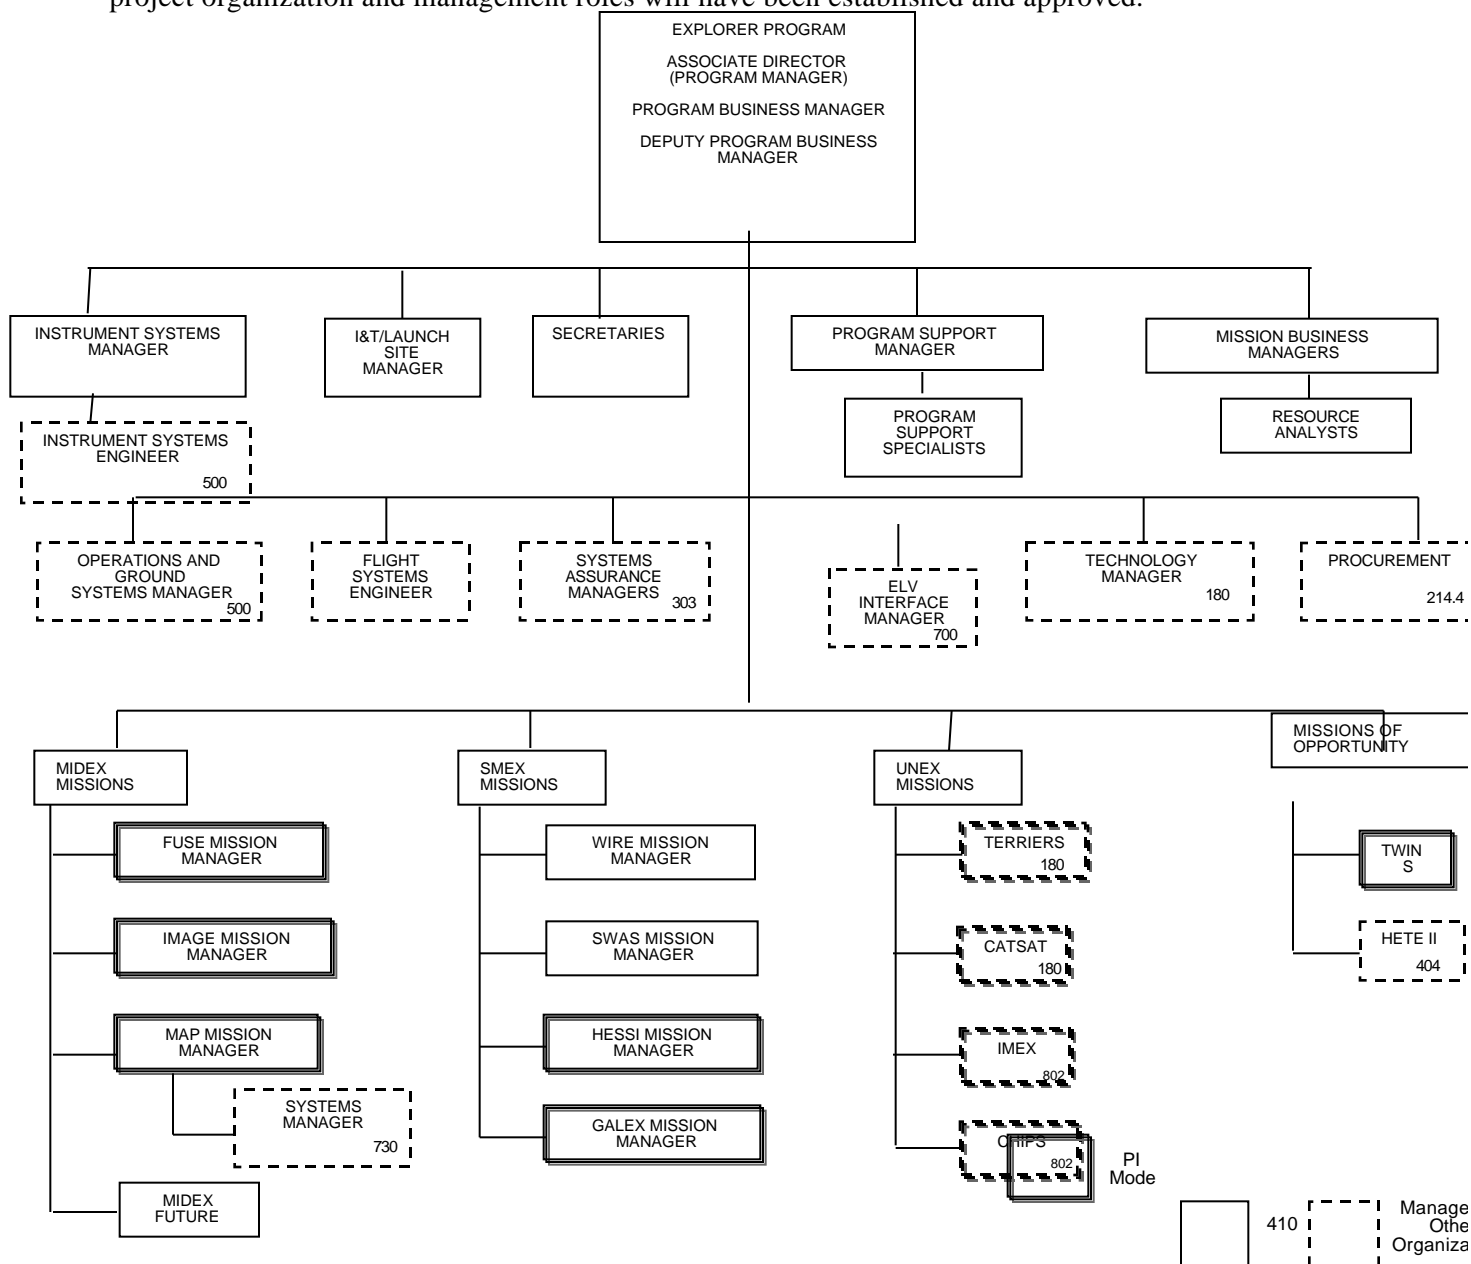 project organization and management roles will have been established and approved.
EXPLORER PROGRAM
ASSOCIATE DIRECTOR
(PROGRAM MANAGER)
PROGRAM BUSINESS MANAGER
DEPUTY PROGRAM BUSINESS
MANAGER
INSTRUMENT SYSTEMS
MANAGER
I&T/LAUNCH
SITE
MANAGER
SECRETARIES
PROGRAM SUPPORT
MANAGER
MISSION BUSINESS
MANAGERS
INSTRUMENT SYSTEMS
ENGINEER
500
PROGRAM
SUPPORT
SPECIALISTS
RESOURCE
ANALYSTS
OPERATIONS AND
GROUND
SYSTEMS MANAGER
500
FLIGHT
SYSTEMS
ENGINEER
SYSTEMS
ASSURANCE
MANAGERS
303
ELV
INTERFACE
MANAGER
700
TECHNOLOGY
MANAGER
180
PROCUREMENT
214.4
MIDEX
MISSIONS
FUSE MISSION
MANAGER
IMAGE MISSION
MANAGER
MAP MISSION
MANAGER
SYSTEMS
MANAGER
730
MIDEX
FUTURE
SMEX
MISSIONS
WIRE MISSION
MANAGER
SWAS MISSION
MANAGER
HESSI MISSION
MANAGER
GALEX MISSION
MANAGER
UNEX
MISSIONS
TERRIERS
180
CATSAT
180
IMEX
802
CHIPS
802
MISSIONS OF
OPPORTUNITY
TWIN
S
HETE II
404
PI
Mode
410
Manage
Othe
Organiza